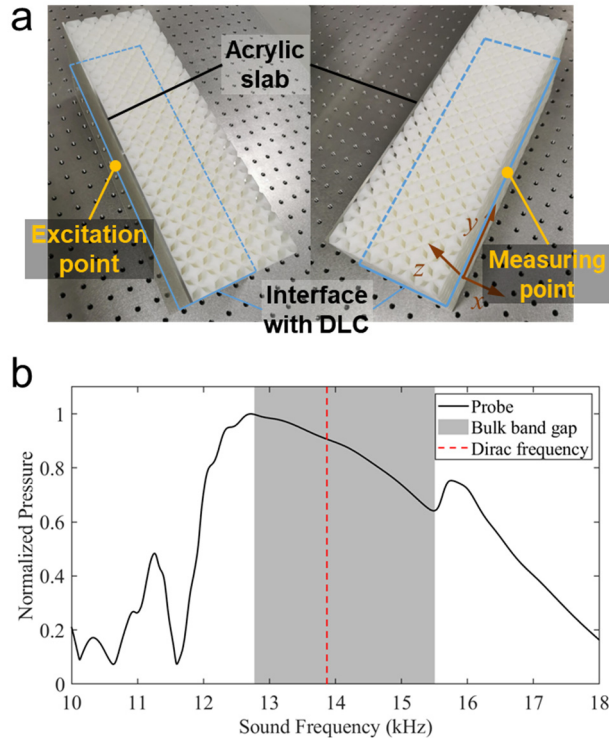 a
Acrylic
slab
Excitation
point
Interface
with DLC
Measuring
point
y
z
x
b
Probe
Bulk band gap
Dirac frequency
Normalized Pressure
1
0.8
0.6
0.4
0.2
0
10 11 12 13 14 15 16 17 18
Sound Frequency (kHz)